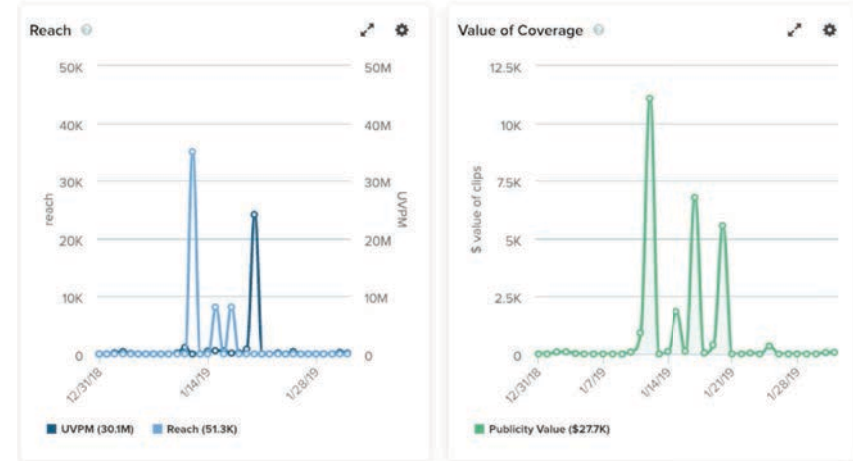 Reach
50K
40K
30K
20K
10K
0
reach
50M
40M
30M
20M
10M
0
UVPM
12/31/18
1/14/19
1/28/19
UVPM (30.1M)
Reach (51.3K)
Value of Coverage
12.5K
10K
7.5K
5K
2.5K
0
$ value of clips
12/31/18
1/7/19
1/14/19
1/21/19
1/28/19
Publicity Value ($27.7K)